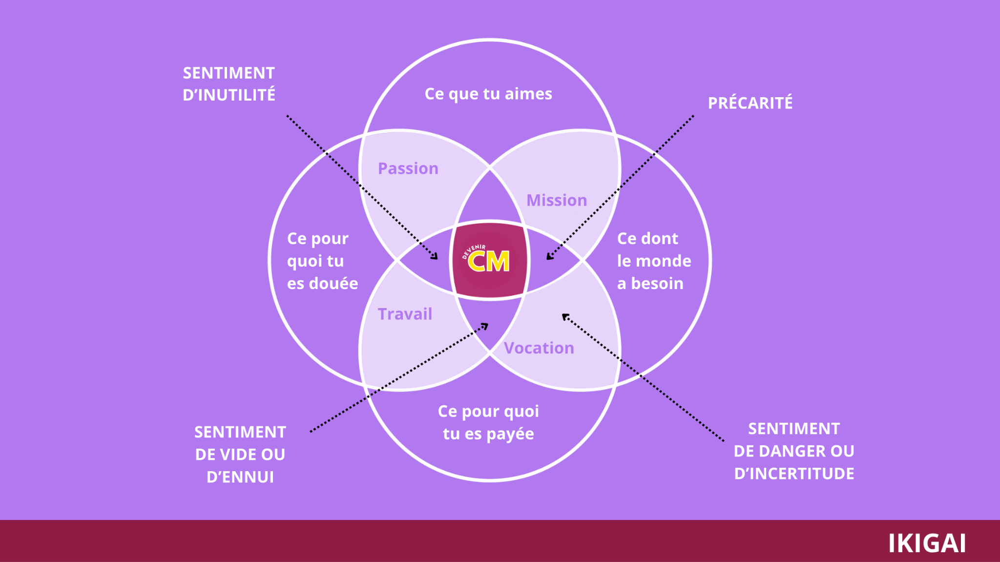 SENTIMENT
D’INUTILITÉ
Ce que tu aimes
PRÉCARITÉ
Passion
Mission
Ce pour
quoi tu
es douée
DEVENIR
CM
Ce dont
le monde
a besoin
Travail
Vocation
Ce pour quoi
tu es payée
SENTIMENT
DE VIDE OU
D’ENNUI
SENTIMENT
DE DANGER OU
D’INCERTITUDE
IKIGAI